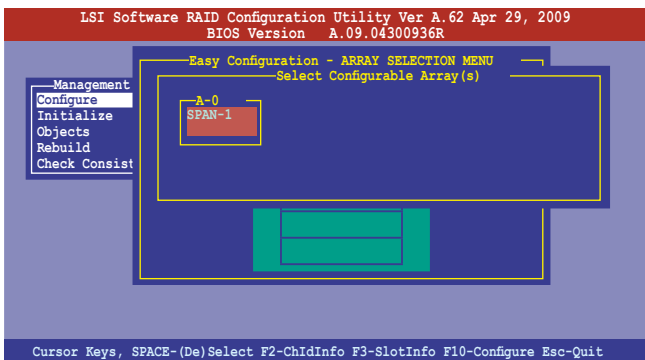 LSI Software RAID Configuration Utility Ver A.62 Apr 29, 2009
BIOS Version A.09.04300936R
Easy Configuration - ARRAY SELECTION MENU
Select Configurable Array(s)
Management
Configure
Initialize
Objects
Rebuild
Check Consist
A-0
SPAN-1
Cursor Keys, SPACE-(De)Select F2-ChIdInfo F3-SlotInfo F10-Configure Esc-Quit